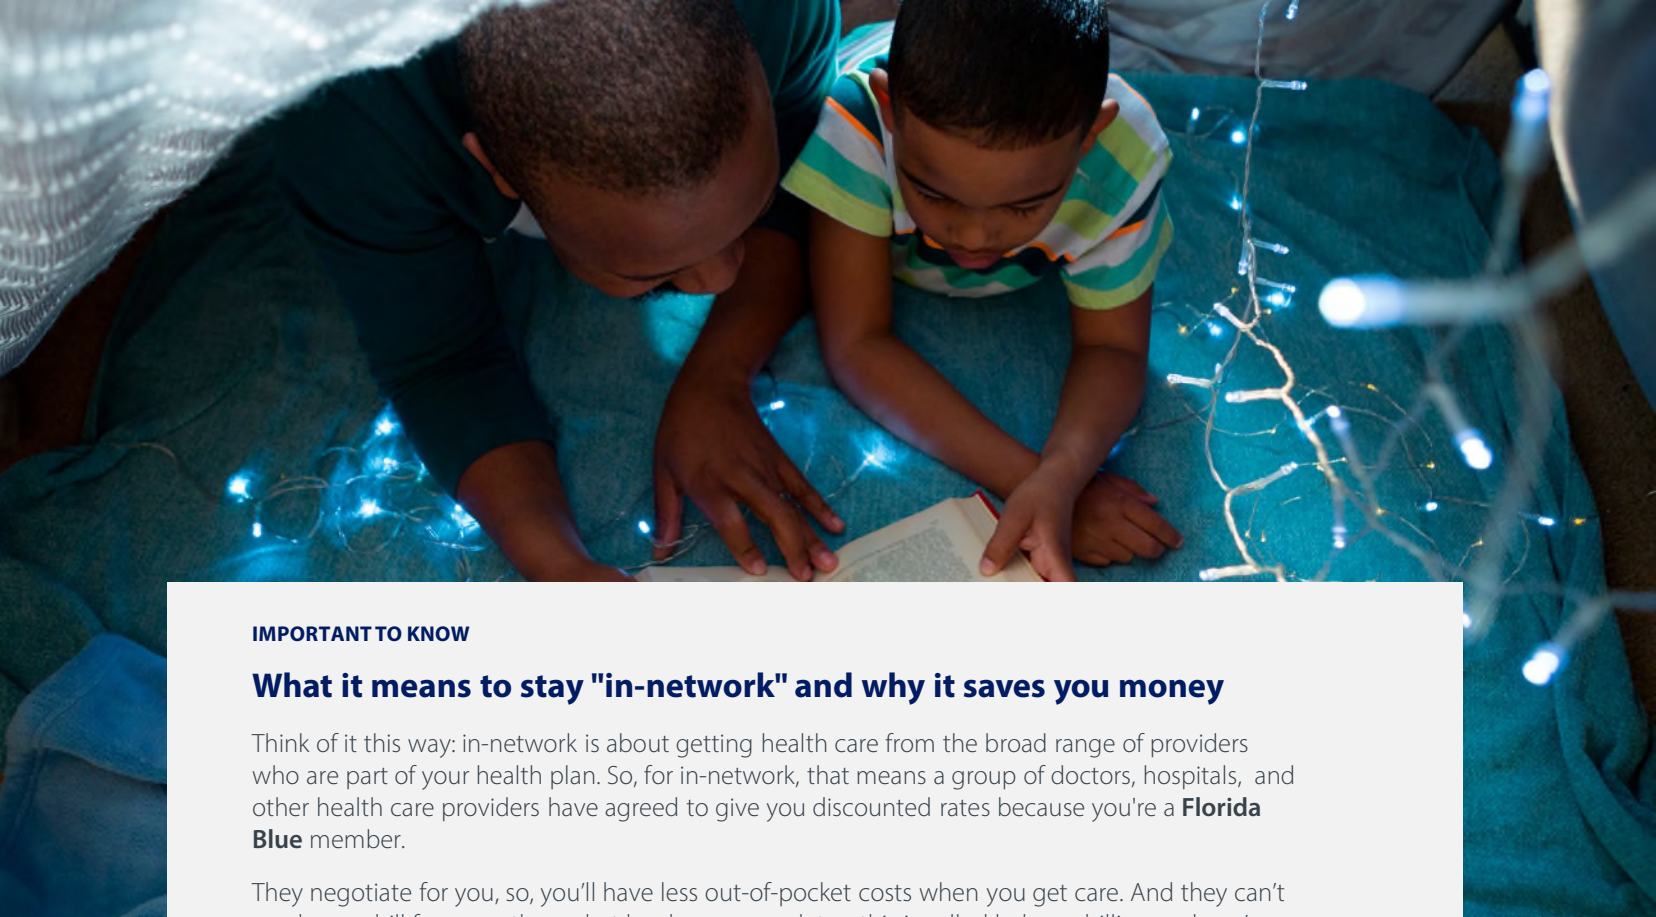 IMPORTANT TO KNOW
What it means to stay "in-network" and why it saves you money
Think of it this way: in-network is about getting health care from the broad range of providers
who are part of your health plan. So, for in-network, that means a group of doctors, hospitals, and
other health care providers have agreed to give you discounted rates because you're a Florida
Blue member.
They negotiate for you, so, you’ll have less out-of-pocket costs when you get care. And they can’t